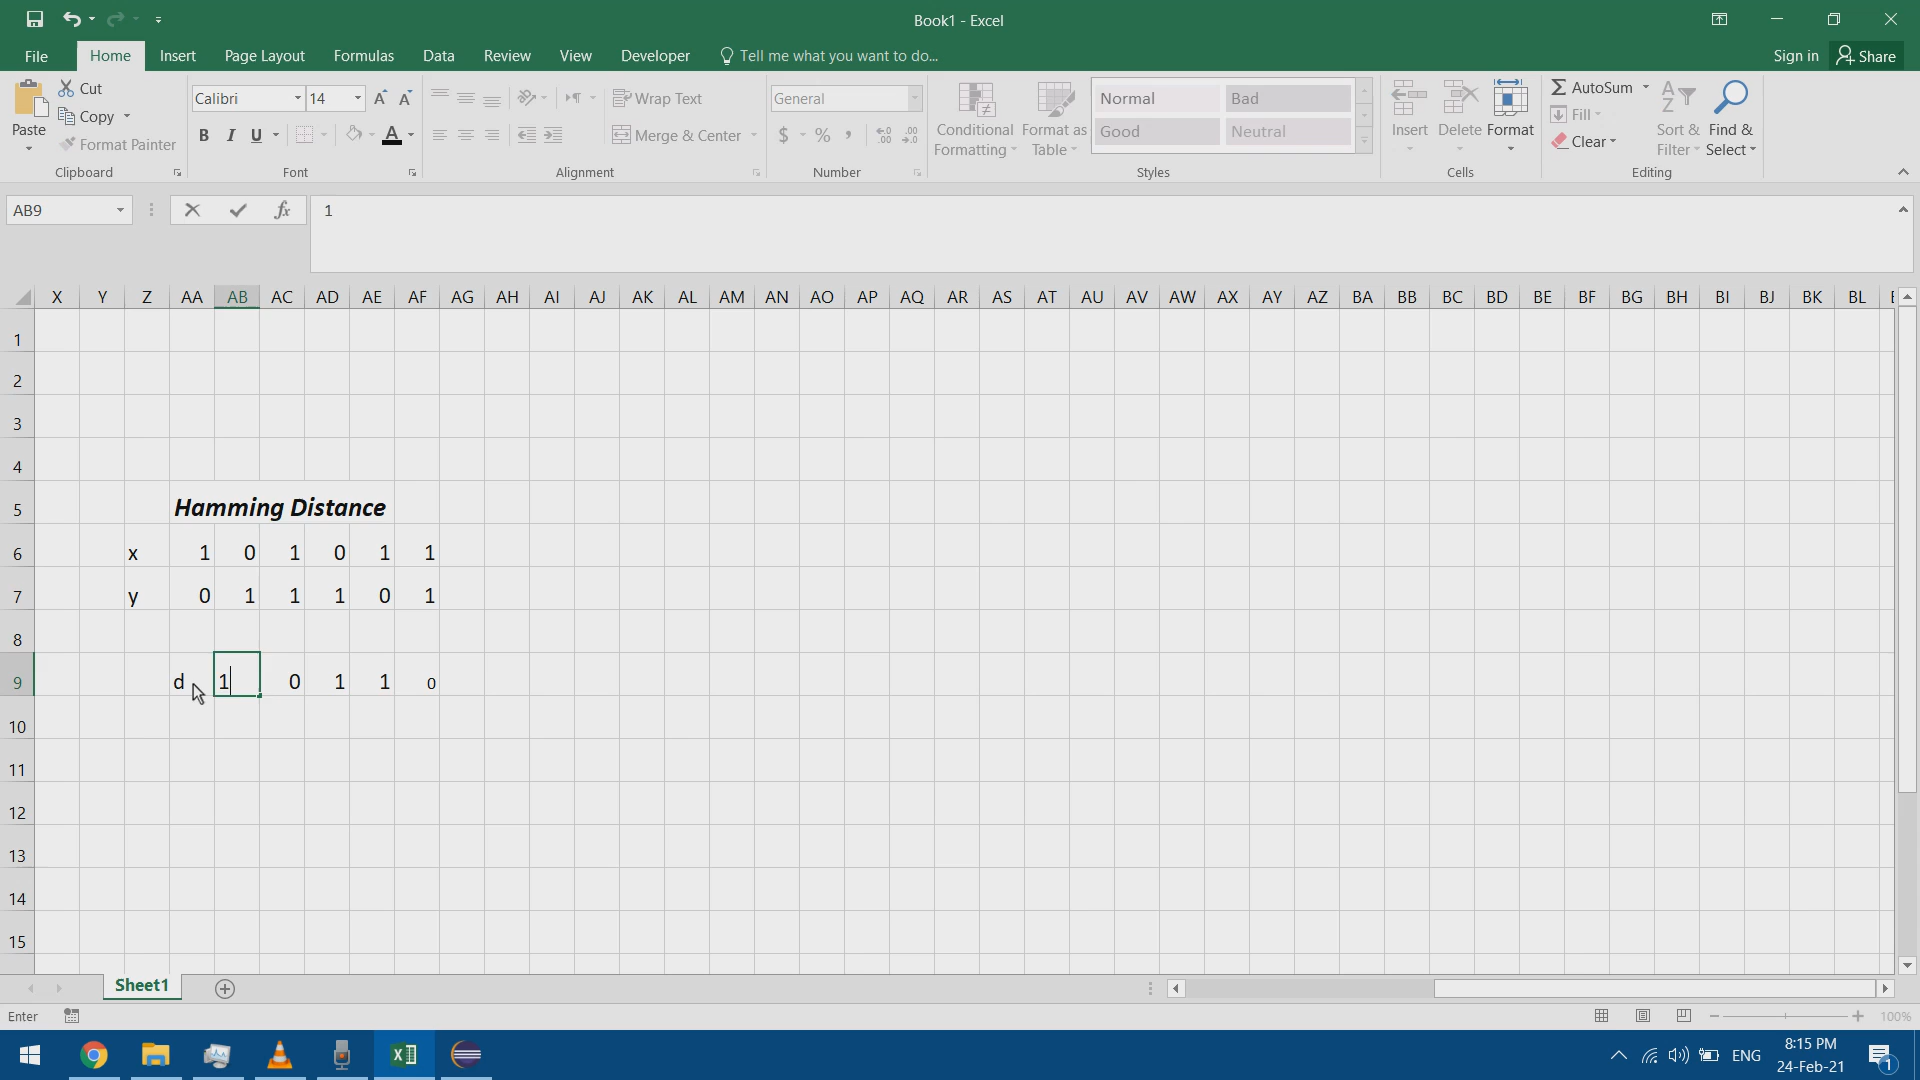 Book1 - Excel
File Home Insert Page Layout Formulas Data Review View Developer Tell me what you want to do... Sign in Share
Paste Cut Copy Format Painter Clipboard
Calibri 14 A A B I U A Font
Wrap Text Merge & Center Alignment
General $ % , Number
Conditional Formatting Format as Table Normal Bad Good Neutral Styles
Insert Delete Format Cells
AutoSum Fill Clear Sort & Filter Find & Select Editing
AB9 fx 1
X Y Z AA AB AC AD AE AF AG AH AI AJ AK AL AM AN AO AP AQ AR AS AT AU AV AW AX AY AZ BA BB BC BD BE BF BG BH BI BJ BK BL
1
2
3
4
5 Hamming Distance
6 x 1 0 1 0 1 1
7 y 0 1 1 1 0 1
8
9 d 1 0 1 1 0
10
11
12
13
14
15
Sheet1
Enter 100%
ENG 8:15 PM 1
24-Feb-21